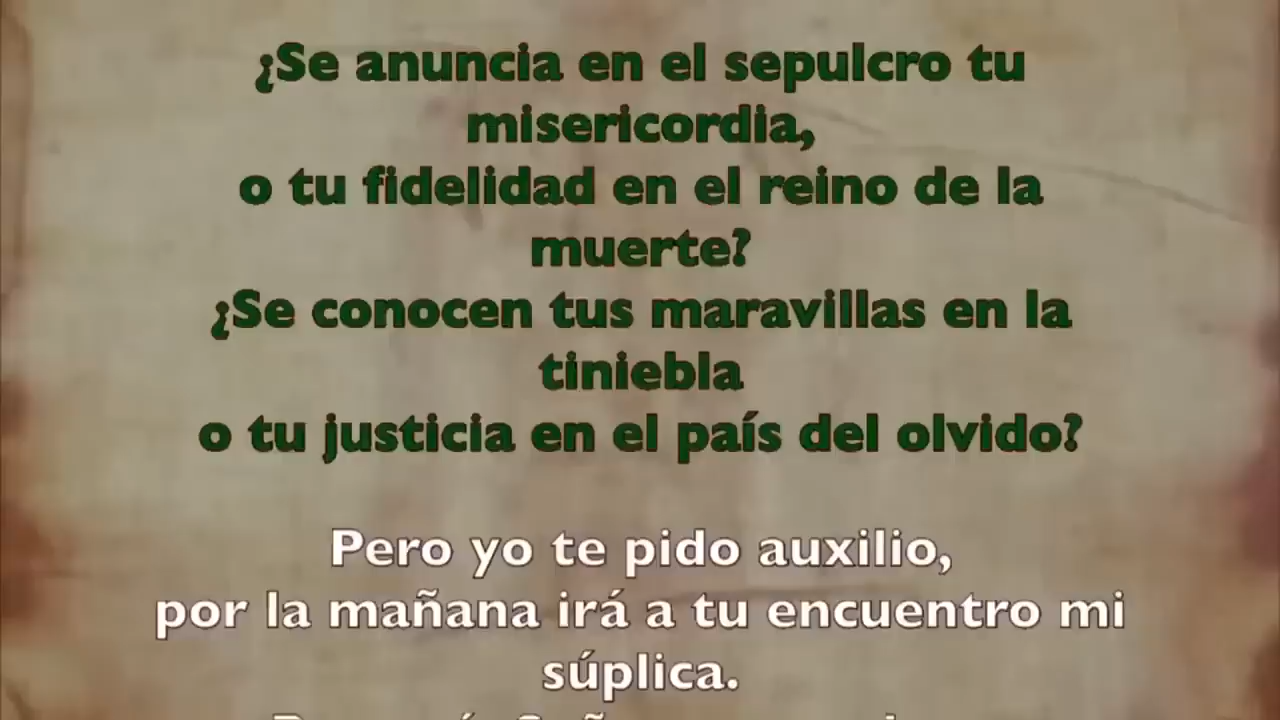 ¿Se anuncia en el sepulcro tu
misericordia,
o tu fidelidad en el reino de la
muerte?
¿Se conocen tus maravillas en la
tiniebla
o tu justicia en el país del olvido?
Pero yo te pido auxilio,
por la mañana irá a tu encuentro mi
súplica.